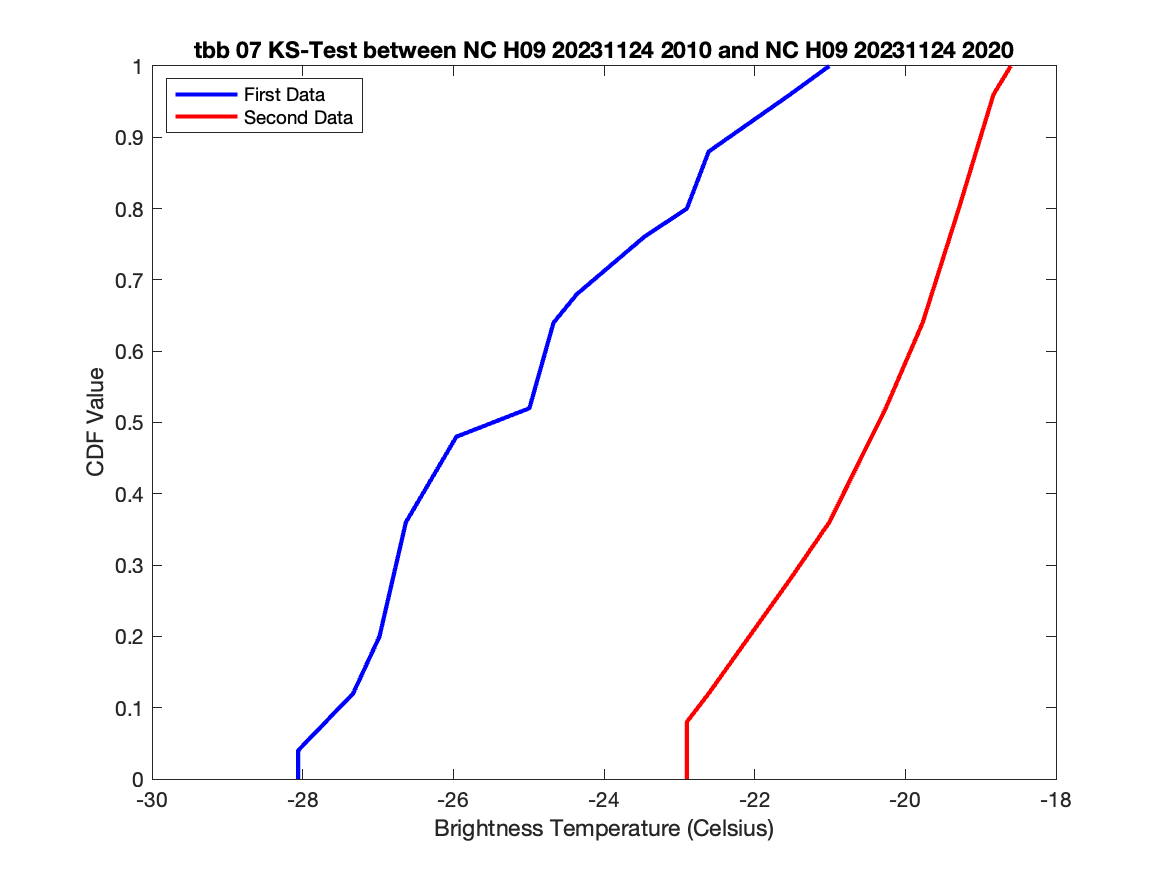 tbb 07 KS-Test between NC H09 20231124 2010 and NC H09 20231124 2020
First Data
Second Data
1
0.9
0.8
0.7
0.6
0.5
0.4
0.3
0.2
0.1
0
CDF Value
-30 -28 -26 -24 -22 -20 -18
Brightness Temperature (Celsius)